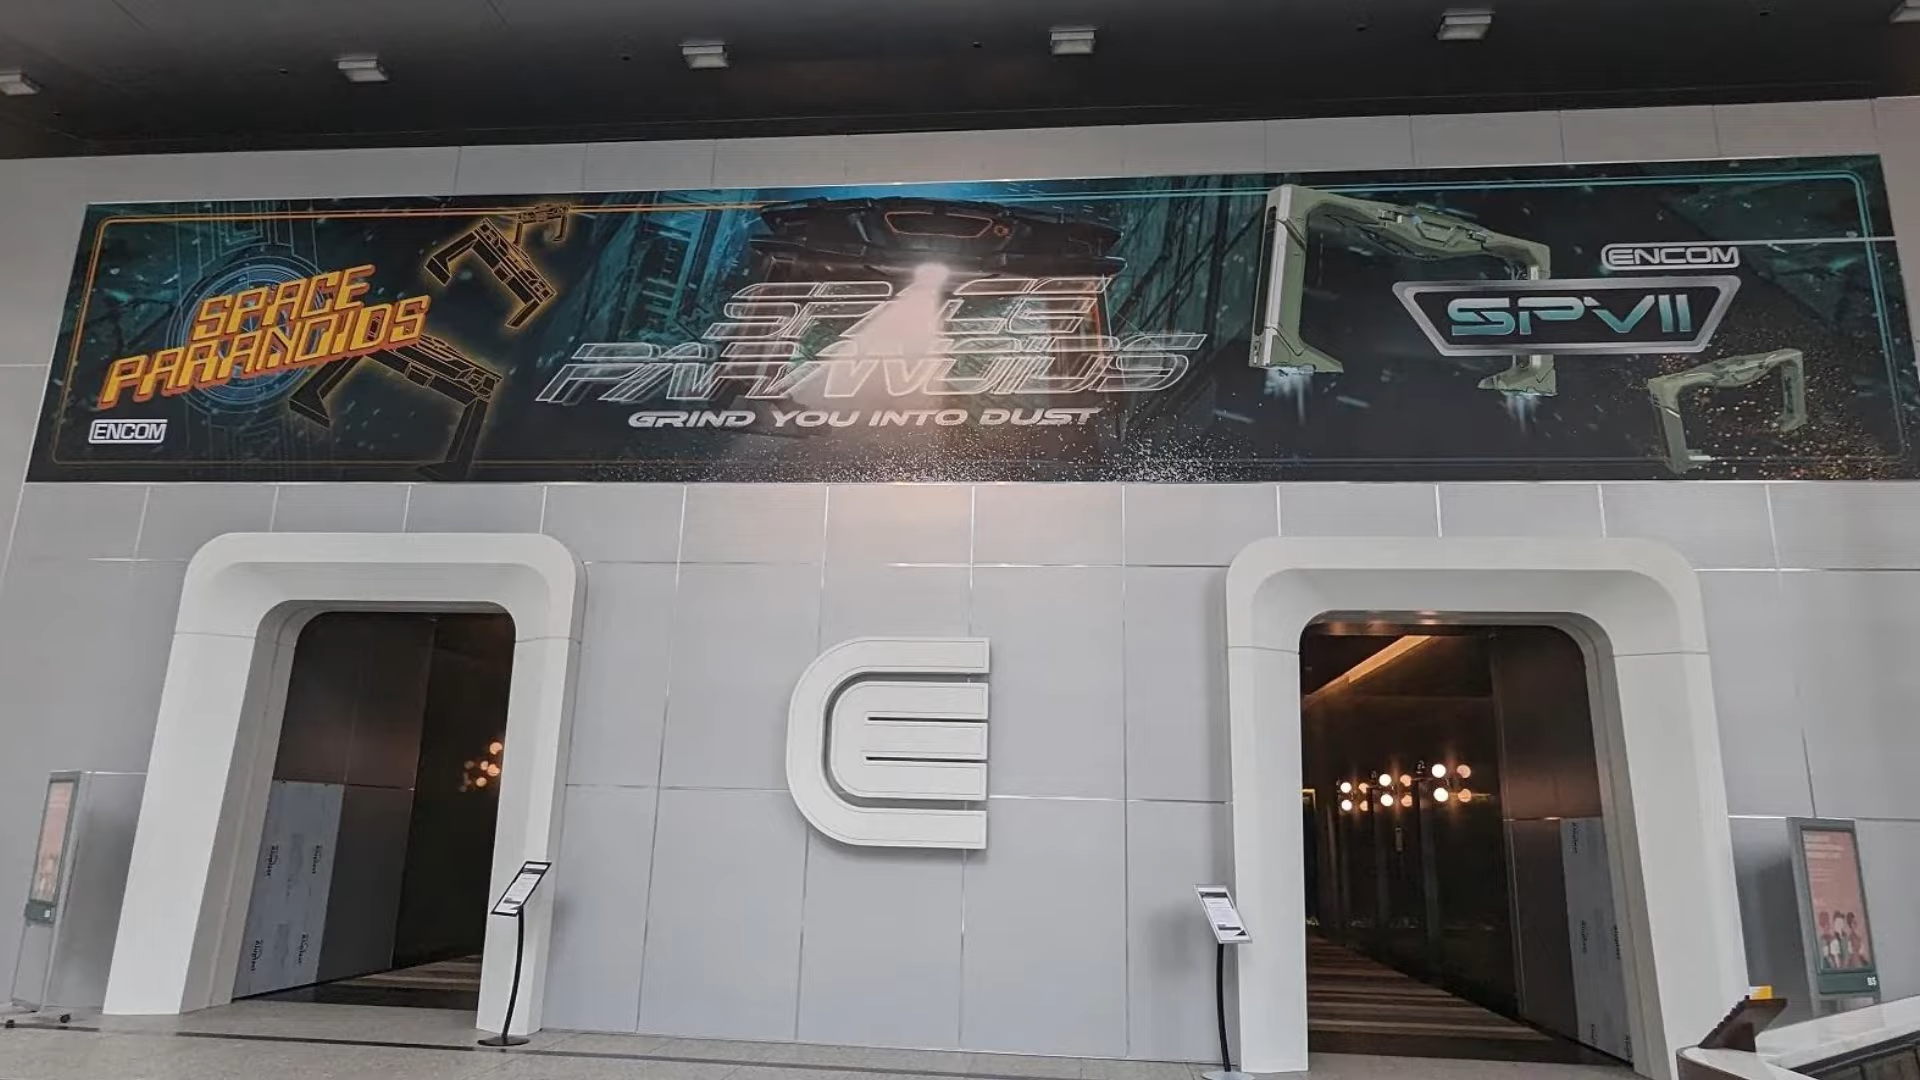 SPACE
PARANOIDS
ENCOM
SPACE
PARANOIDS
GRIND YOU INTO DUST
ENCOM
SPVII
E